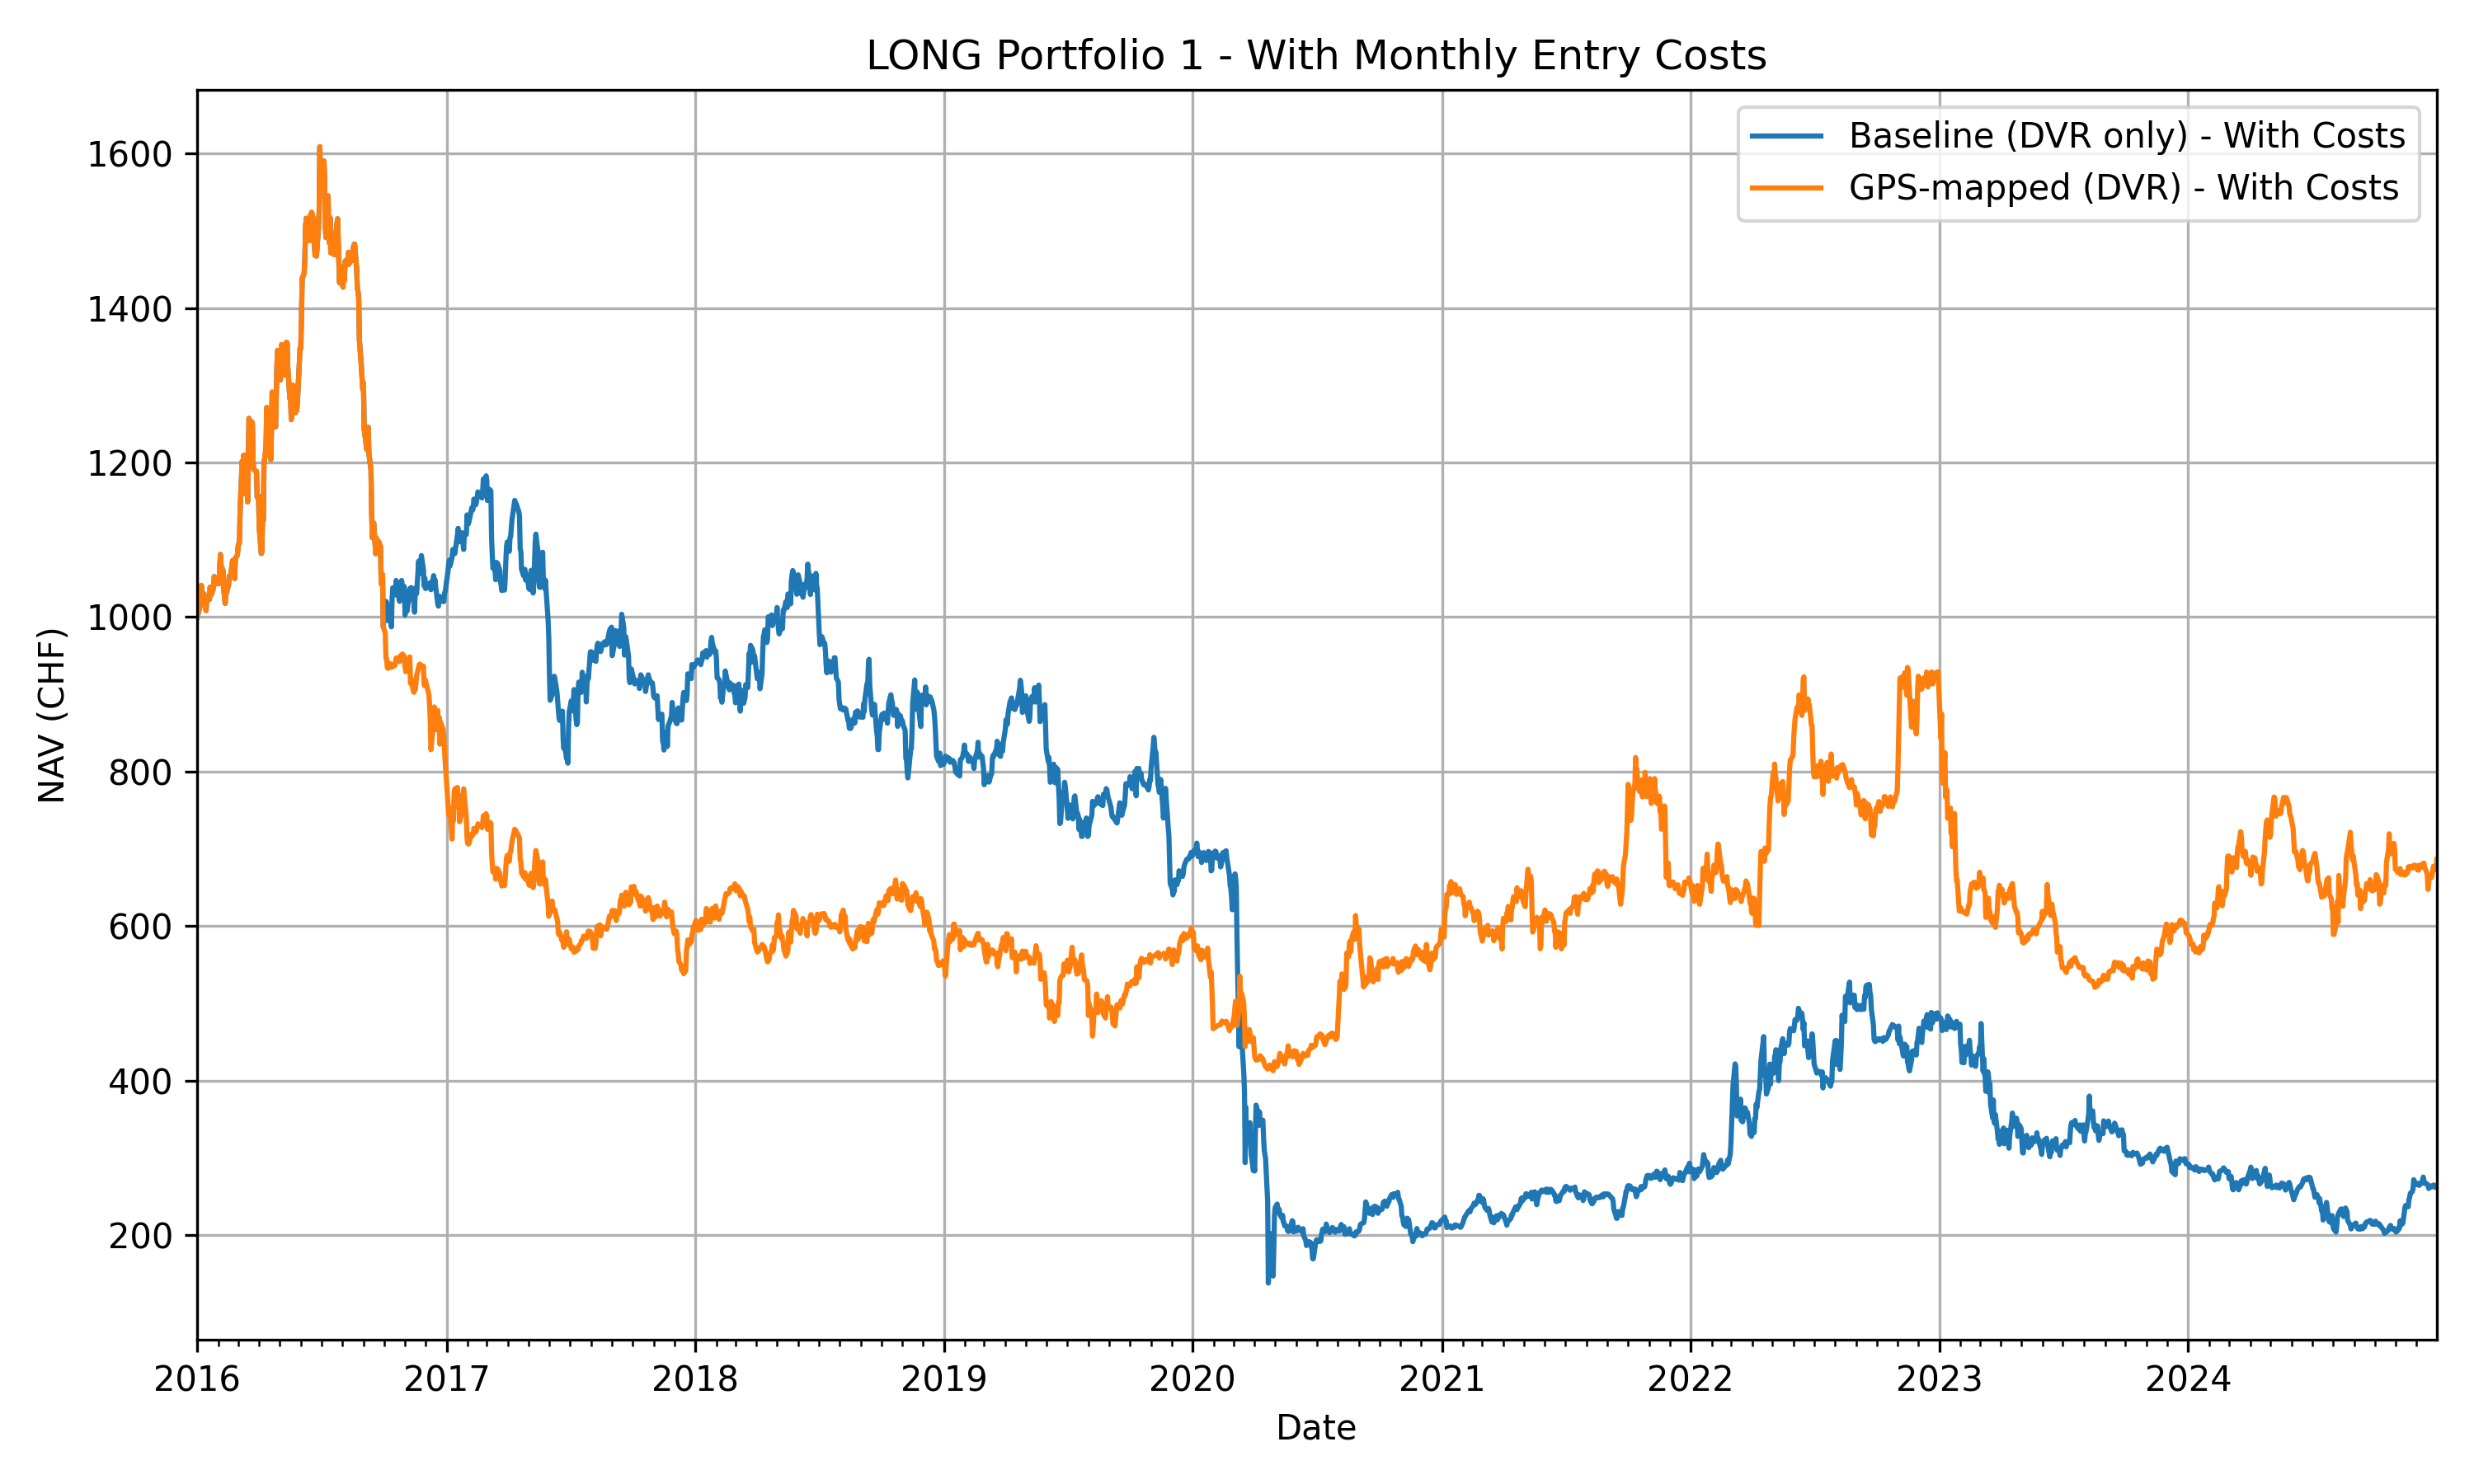 LONG Portfolio 1 - With Monthly Entry Costs
Baseline (DVR only) - With Costs
GPS-mapped (DVR) - With Costs
NAV (CHF)
1600
1400
1200
1000
800
600
400
200
2016 2017 2018 2019 2020 2021 2022 2023 2024
Date